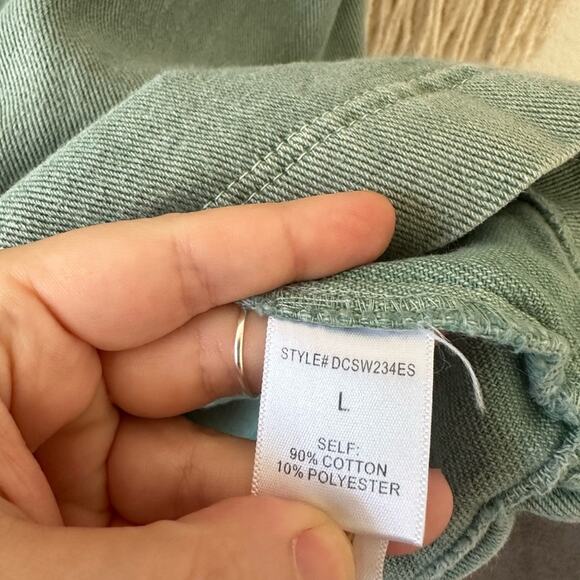 STYLE# DCSW234ES
L
SELF:
90% COTTON
10% POLYESTER